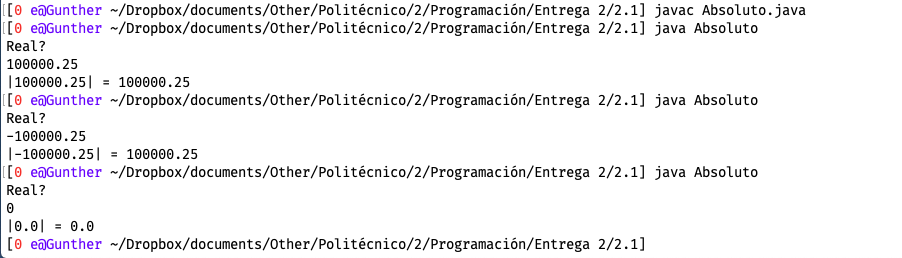 [0 e@Gunther ~/Dropbox/documents/Other/Politécnico/2/Programación/Entrega 2/2.1] javac Absoluto.java
[0 e@Gunther ~/Dropbox/documents/Other/Politécnico/2/Programación/Entrega 2/2.1] java Absoluto
Real?
100000.25
|100000.25| = 100000.25
[0 e@Gunther ~/Dropbox/documents/Other/Politécnico/2/Programación/Entrega 2/2.1] java Absoluto
Real?
-100000.25
|-100000.25| = 100000.25
[0 e@Gunther ~/Dropbox/documents/Other/Politécnico/2/Programación/Entrega 2/2.1] java Absoluto
Real?
0
|0.0| = 0.0
[0 e@Gunther ~/Dropbox/documents/Other/Politécnico/2/Programación/Entrega 2/2.1]